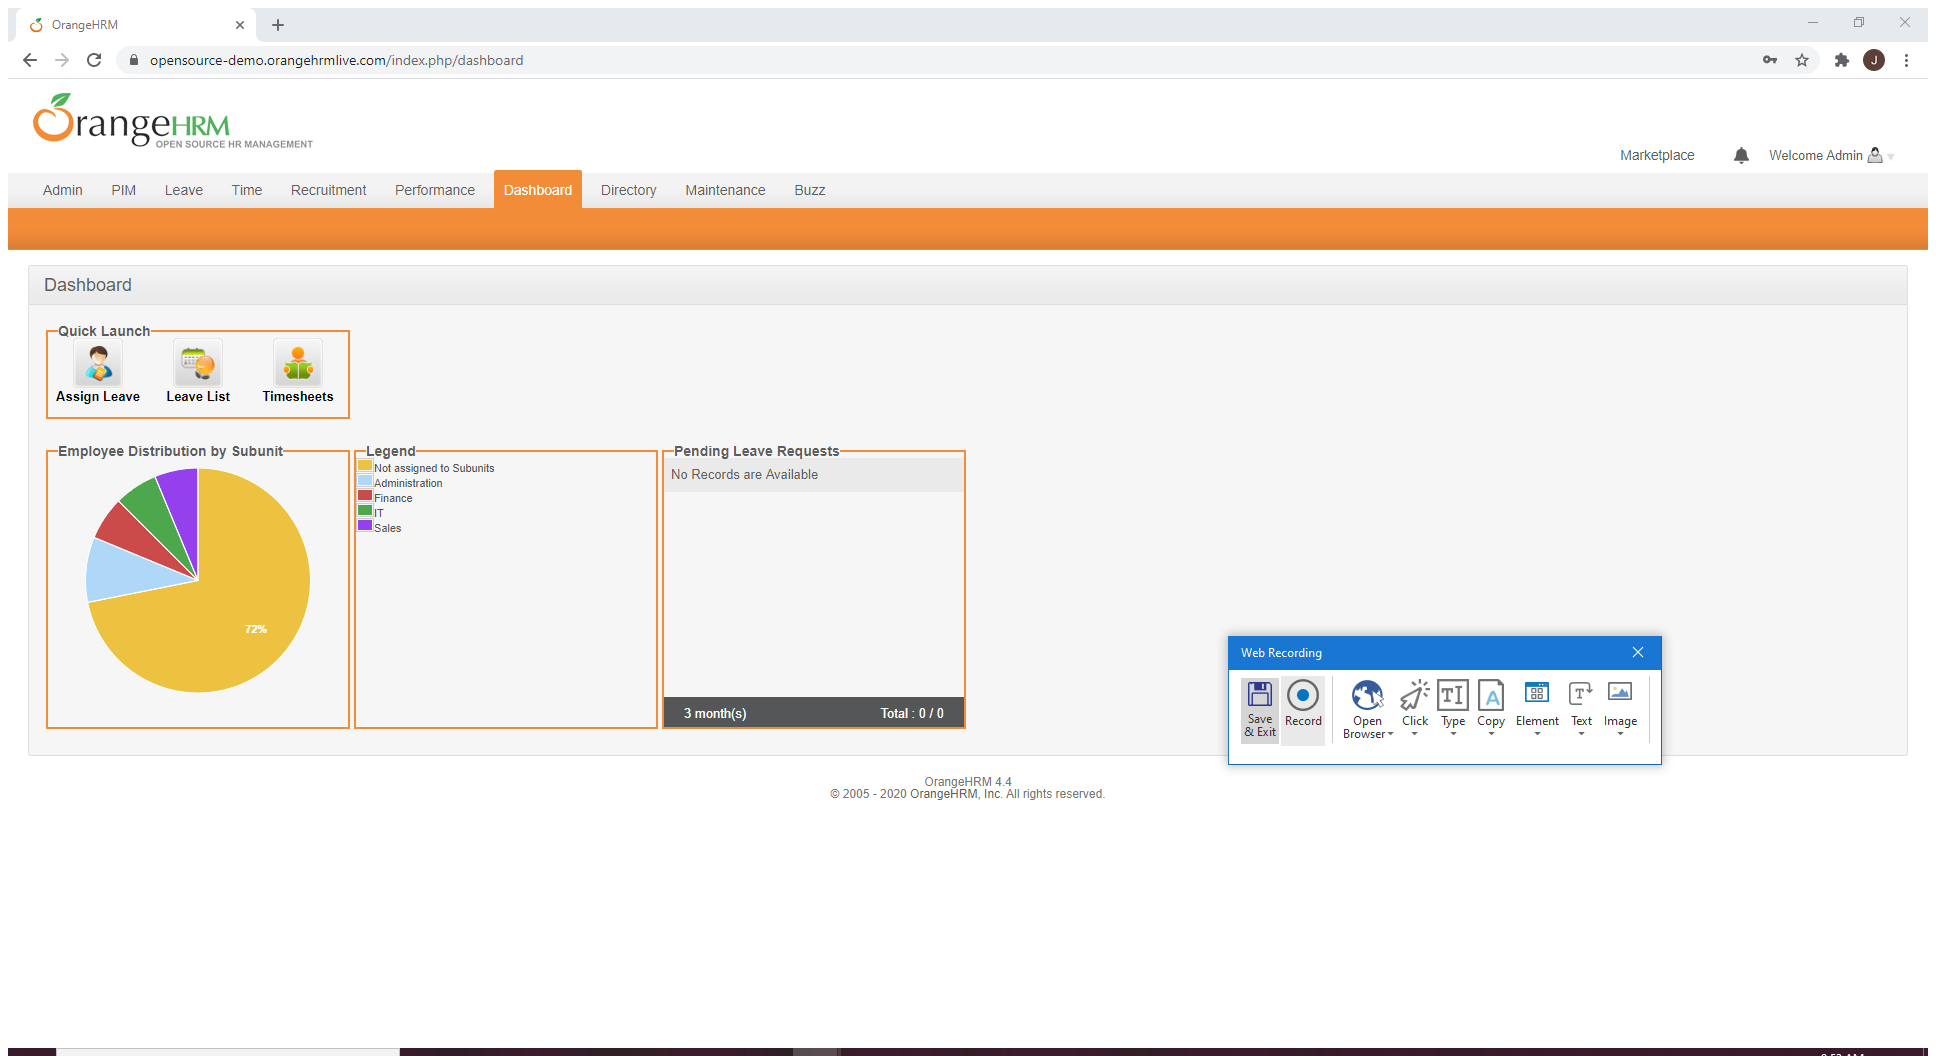 OrangeHRM
opensource-demo.orangehrmlive.com/index.php/dashboard
J
OrangeHRM
OPEN SOURCE HR MANAGEMENT
Marketplace
Welcome Admin
Admin PIM Leave Time Recruitment Performance Dashboard Directory Maintenance Buzz
Dashboard
Quick Launch
Assign Leave Leave List Timesheets
Employee Distribution by Subunit
72%
Legend
Not assigned to Subunits
Administration
Finance
IT
Sales
Pending Leave Requests
No Records are Available
3 month(s) Total : 0 / 0
Web Recording
Save & Exit
Record
Open Browser
Click
Type
Copy
Element
Text
Image
OrangeHRM 4.4
© 2005 - 2020 OrangeHRM, Inc. All rights reserved.